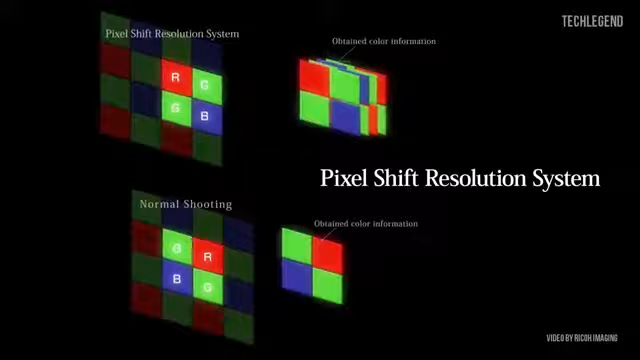 TECHLEGEND
Pixel Shift Resolution System
Obtained color information
R G
G B
Pixel Shift Resolution System
Normal Shooting
Obtained color information
G R
B G
VIDEO BY RICOH IMAGING